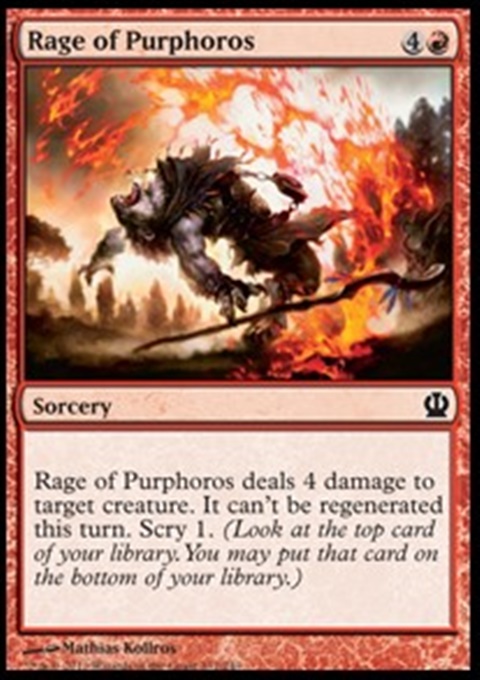 Rage of Purphoros 4
Sorcery
Rage of Purphoros deals 4 damage to
target creature. It can't be regenerated
this turn. Scry 1. (Look at the top card
of your library. You may put that card on
the bottom of your library.)
Mathias Kollros